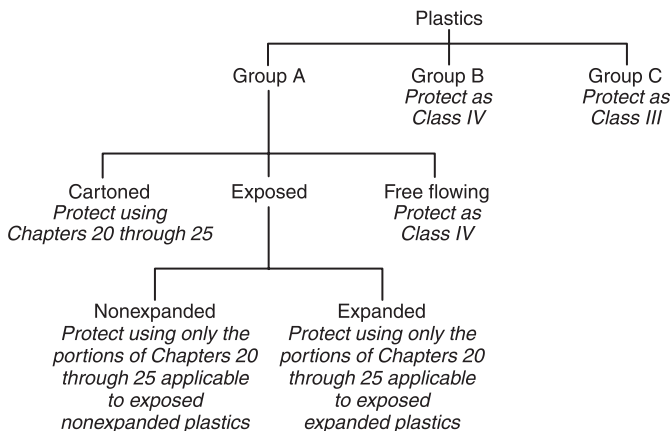 Plastics
Group A
Group B
Protect as
Class IV
Group C
Protect as
Class III
Cartoned
Protect using
Chapters 20 through 25
Exposed
Free flowing
Protect as
Class IV
Nonexpanded
Protect using only the
portions of Chapters 20
through 25 applicable
to exposed
nonexpanded plastics
Expanded
Protect using only the
portions of Chapters 20
through 25 applicable
to exposed
expanded plastics